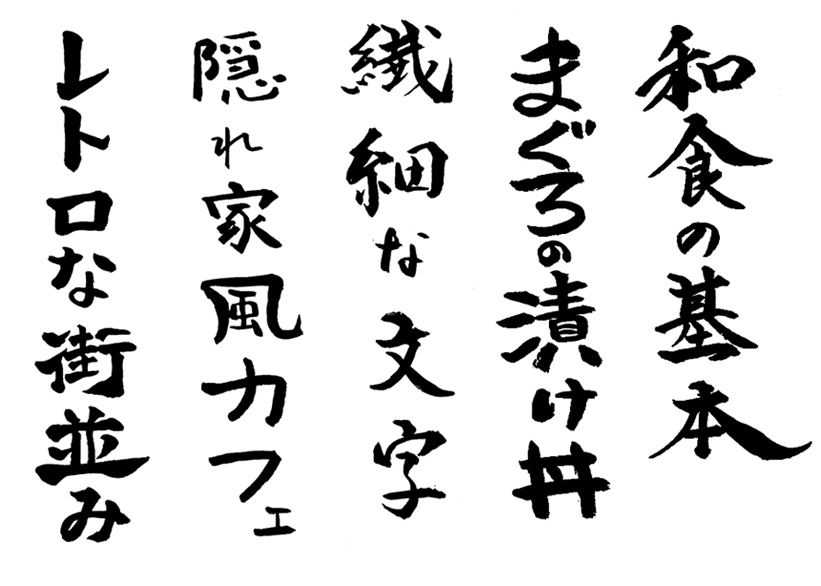 和食の基本
まぐろの漬け丼
繊細な文字
隠れ家風カフェ
レトロな街並み